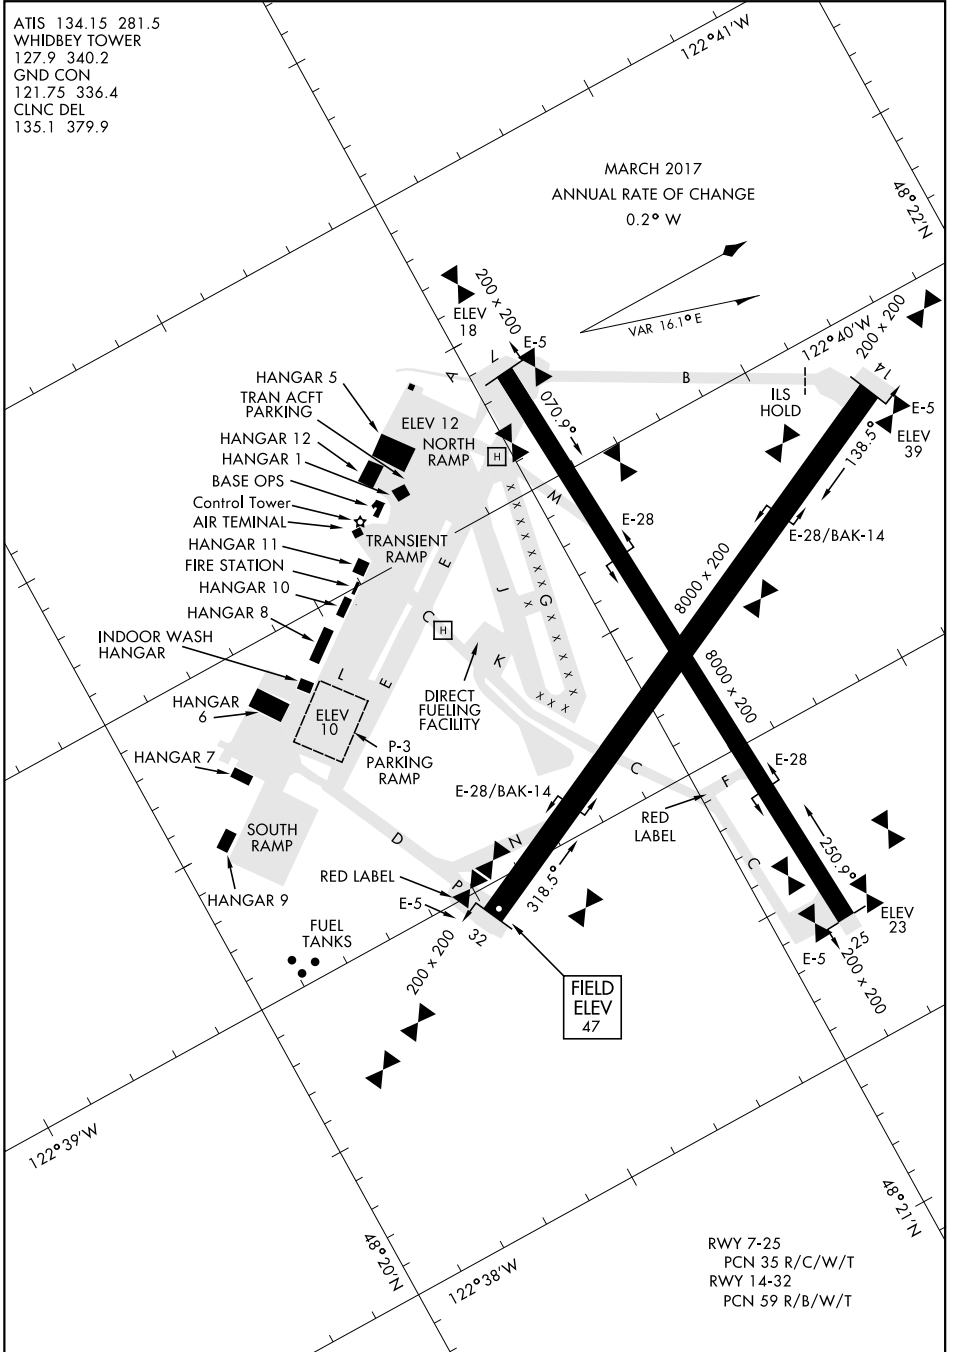 ATIS 134.15 281.5
WHIDBEY TOWER
127.9 340.2
GND CON
121.75 336.4
CLNC DEL
135.1 379.9
122°41'W
MARCH 2017
ANNUAL RATE OF CHANGE
0.2° W
48°22'N
VAR 16.1° E
122°40'W
200 x 200
ELEV
18
E-5
7
A
B
ILS
HOLD
200 x 200
14
E-5
ELEV
39
070.9°
138.5°
HANGAR 5
TRAN ACFT
PARKING
HANGAR 12
HANGAR 1
BASE OPS
Control Tower
AIR TEMINAL
HANGAR 11
FIRE STATION
HANGAR 10
HANGAR 8
INDOOR WASH
HANGAR
HANGAR
6
HANGAR 7
HANGAR 9
ELEV 12
NORTH
RAMP
H
TRANSIENT
RAMP
M
E-28
E-28/BAK-14
8000 x 200
8000 x 200
x x x x x x x x x x x x x x x x x x
E
J
G
C
H
K
L
E
ELEV
10
P-3
PARKING
RAMP
DIRECT
FUELING
FACILITY
C
F
E-28
E-28/BAK-14
RED
LABEL
SOUTH
RAMP
D
N
C
RED LABEL
P
E-5
318.5°
250.9°
32
200 x 200
FUEL
TANKS
ELEV
23
25
E-5
200 x 200
FIELD
ELEV
47
122°39'W
48°20'N
122°38'W
48°21'N
RWY 7-25
PCN 35 R/C/W/T
RWY 14-32
PCN 59 R/B/W/T